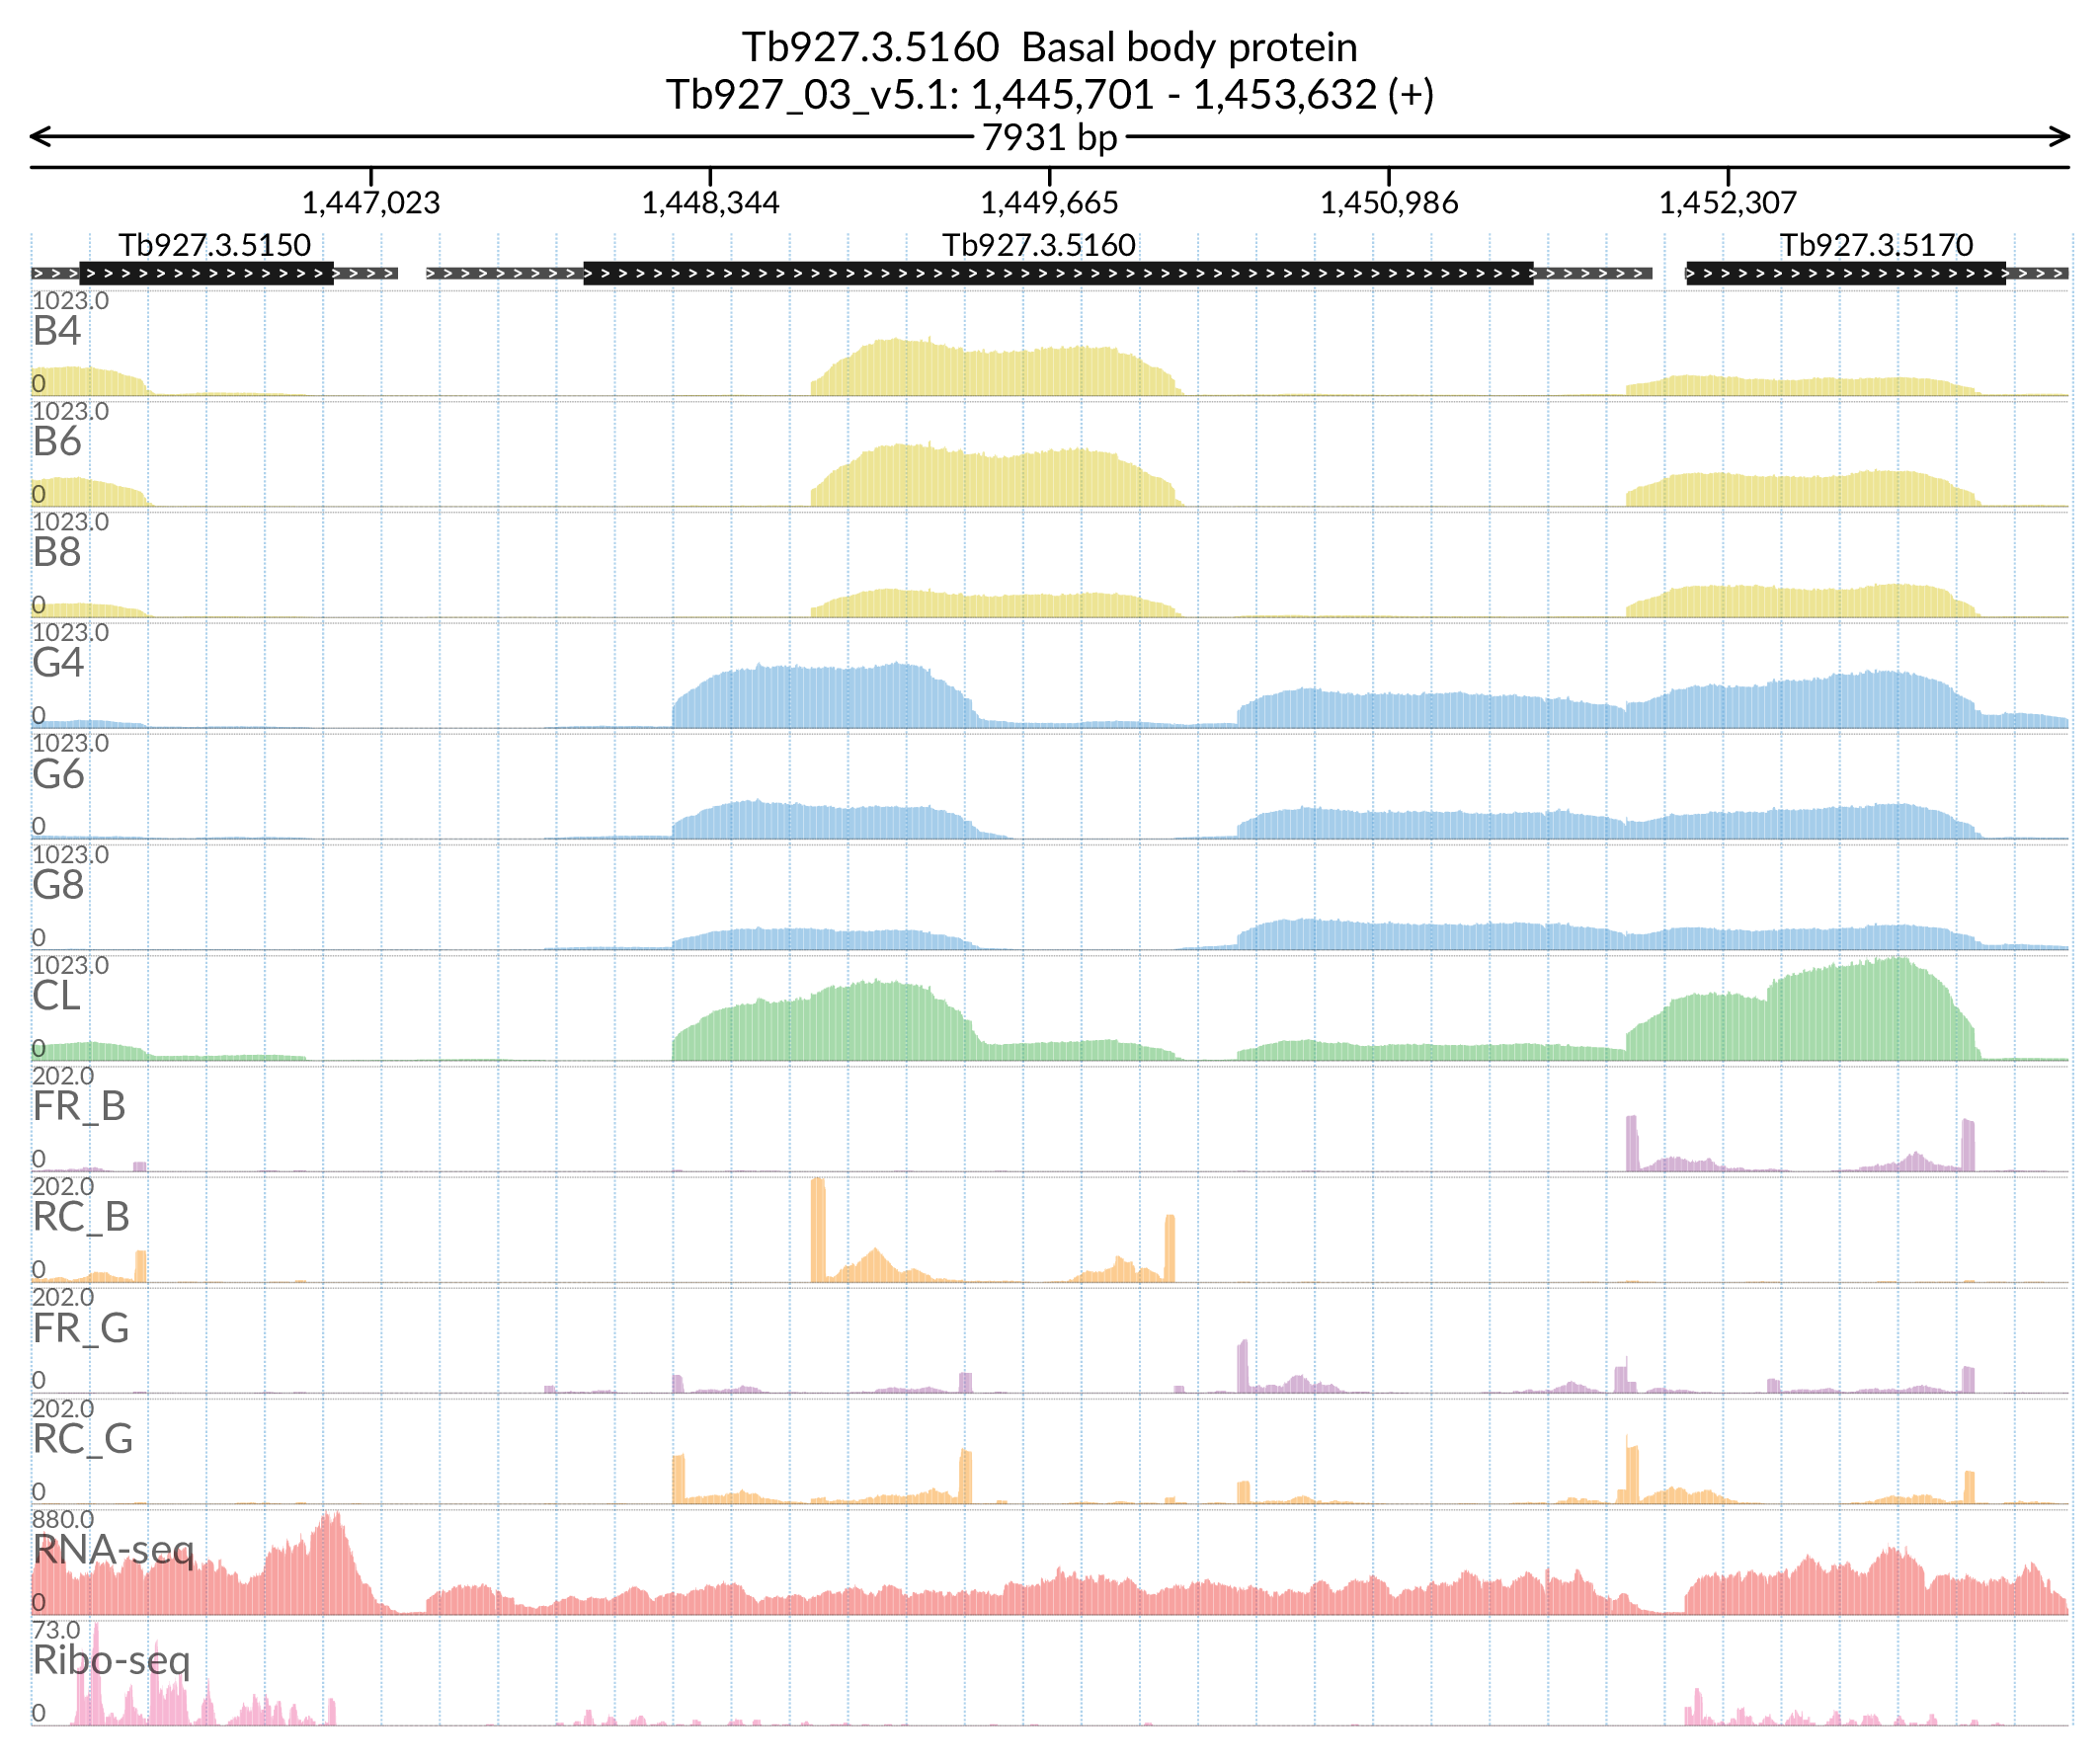 Tb927.3.5160 Basal body protein
Tb927_03_v5.1: 1,445,701 - 1,453,632 (+)
7931 bp
1,447,023 1,448,344 1,449,665 1,450,986 1,452,307
Tb927.3.5150 Tb927.3.5160 Tb927.3.5170
1023.0
B4
0
1023.0
B6
0
1023.0
B8
0
1023.0
G4
0
1023.0
G6
0
1023.0
G8
0
1023.0
CL
0
202.0
FR_B
0
202.0
RC_B
0
202.0
FR_G
0
202.0
RC_G
0
880.0
RNA-seq
0
73.0
Ribo-seq
0